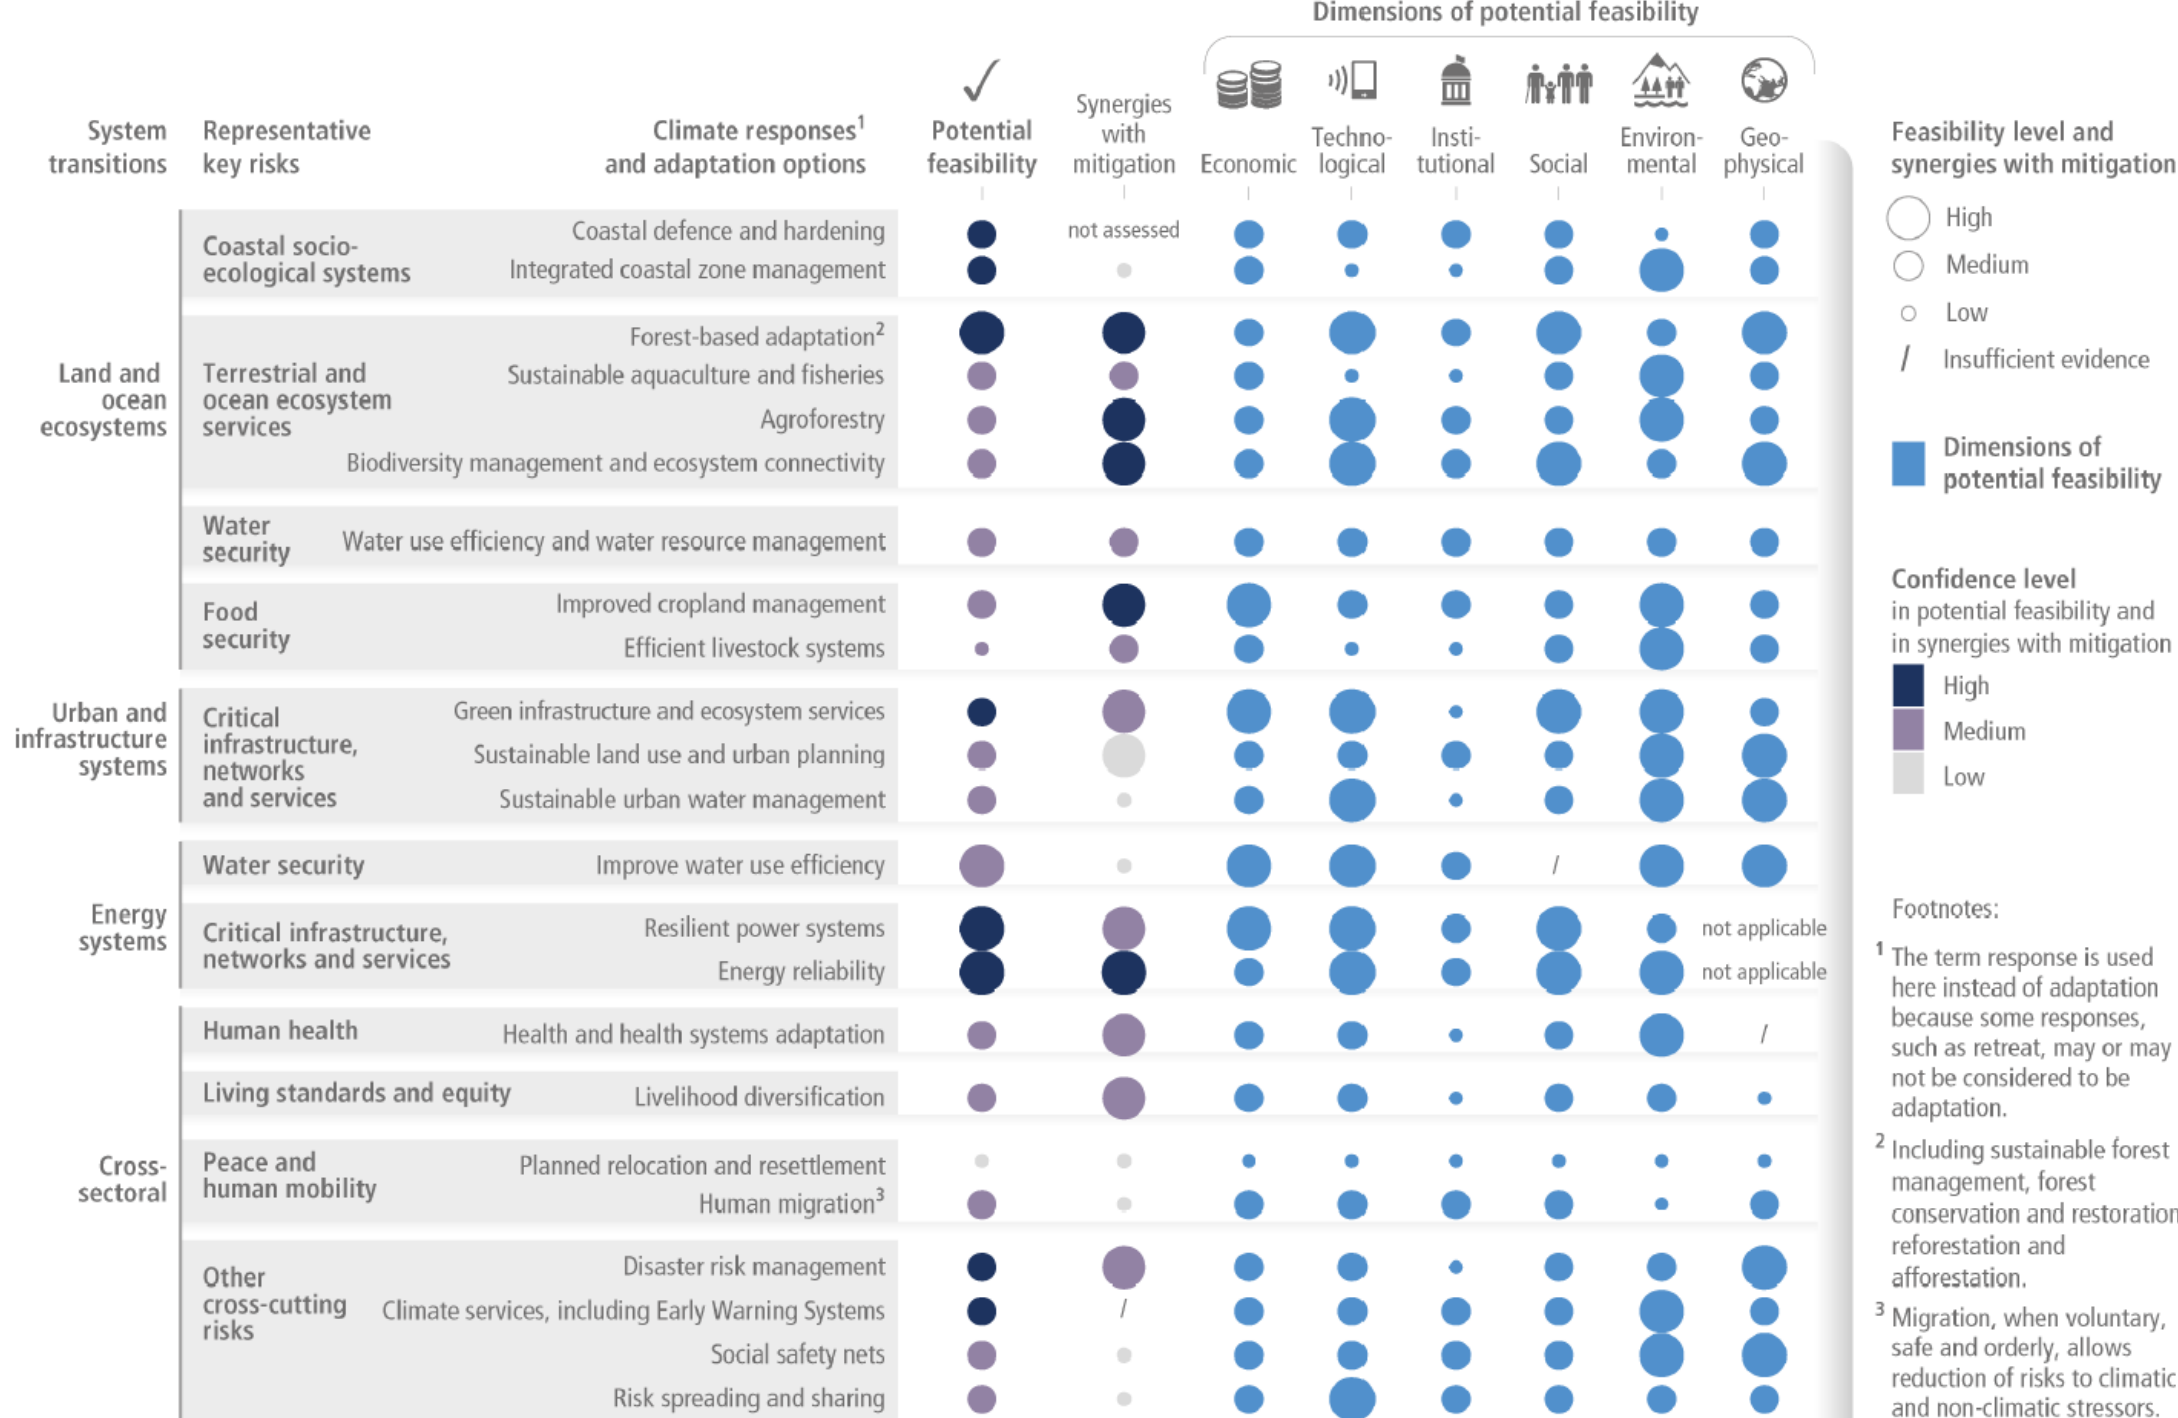 Dimensions of potential feasibility
System transitions
Representative key risks
Climate responses1 and adaptation options
Potential feasibility
Synergies with mitigation
Economic
Techno-logical
Insti-tutional
Social
Environ-mental
Geo-physical
Land and ocean ecosystems
Coastal socio-ecological systems
Coastal defence and hardening
not assessed
Integrated coastal zone management
Terrestrial and ocean ecosystem services
Forest-based adaptation2
Sustainable aquaculture and fisheries
Agroforestry
Biodiversity management and ecosystem connectivity
Water security
Water use efficiency and water resource management
Food security
Improved cropland management
Efficient livestock systems
Urban and infrastructure systems
Critical infrastructure, networks and services
Green infrastructure and ecosystem services
Sustainable land use and urban planning
Sustainable urban water management
Energy systems
Water security
Improve water use efficiency
/
Critical infrastructure, networks and services
Resilient power systems
not applicable
Energy reliability
not applicable
Cross-sectoral
Human health
Health and health systems adaptation
/
Living standards and equity
Livelihood diversification
Peace and human mobility
Planned relocation and resettlement
Human migration3
Other cross-cutting risks
Disaster risk management
Climate services, including Early Warning Systems
/
Social safety nets
Risk spreading and sharing
Feasibility level and
synergies with mitigation
High
Medium
Low
/ Insufficient evidence
Dimensions of
potential feasibility
Confidence level
in potential feasibility and
in synergies with mitigation
High
Medium
Low
Footnotes:
1 The term response is used
here instead of adaptation
because some responses,
such as retreat, may or may
not be considered to be
adaptation.
2 Including sustainable forest
management, forest
conservation and restoration
reforestation and
afforestation.
3 Migration, when voluntary,
safe and orderly, allows
reduction of risks to climatic
and non-climatic stressors.